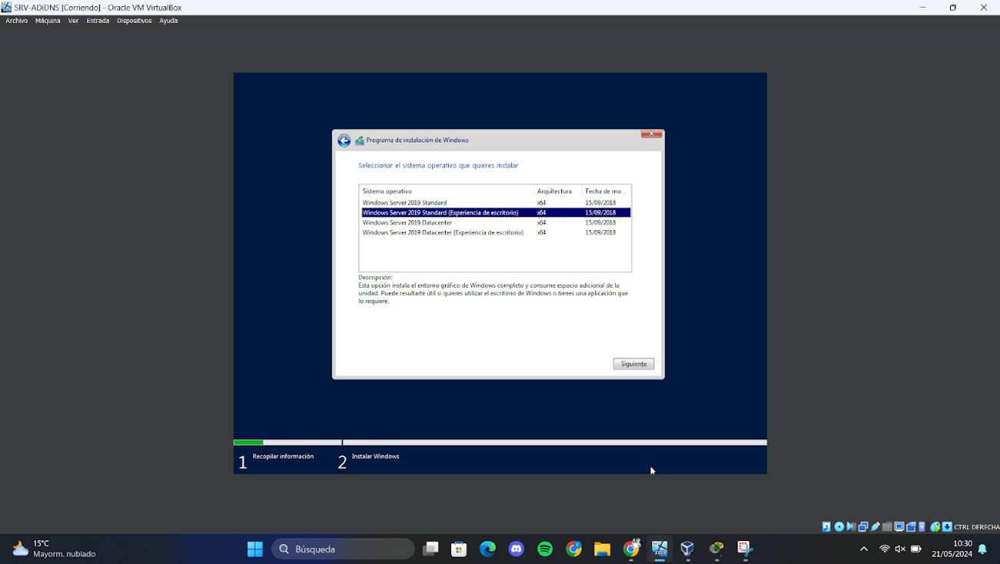 SRV-ADiDNS [Corriendo] - Oracle VM VirtualBox
Archivo Máquina Ver Entrada Dispositivos Ayuda
Programa de instalación de Windows
Seleccionar el sistema operativo que quieres instalar
Sistema operativo Arquitectura Fecha de mo...
Windows Server 2019 Standard x64 15/09/2018
Windows Server 2019 Standard (Experiencia de escritorio) x64 15/09/2018
Windows Server 2019 Datacenter x64 15/09/2018
Windows Server 2019 Datacenter (Experiencia de escritorio) x64 15/09/2018
Descripción:
Esta opción instala el entorno gráfico de Windows completo y consume espacio adicional de la
unidad. Puede resultarte útil si quieres utilizar el escritorio de Windows o tienes una aplicación que
lo requiere.
Siguiente
1 Recopilar información 2 Instalar Windows
CTRL DERECHA
15°C
Mayorm. nublado
Búsqueda
10:30
21/05/2024